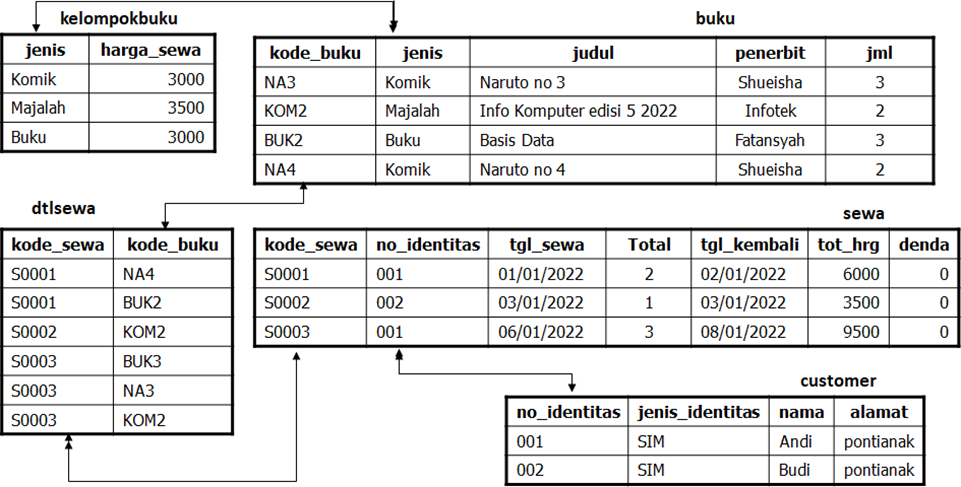 kelompokbuku
jenis harga_sewa
Komik 3000
Majalah 3500
Buku 3000
buku
kode_buku jenis judul penerbit jml
NA3 Komik Naruto no 3 Shueisha 3
KOM2 Majalah Info Komputer edisi 5 2022 Infotek 2
BUK2 Buku Basis Data Fatansyah 3
NA4 Komik Naruto no 4 Shueisha 2
dtlsewa
kode_sewa kode_buku
S0001 NA4
S0001 BUK2
S0002 KOM2
S0003 BUK3
S0003 NA3
S0003 KOM2
sewa
kode_sewa no_identitas tgl_sewa Total tgl_kembali tot_hrg denda
S0001 001 01/01/2022 2 02/01/2022 6000 0
S0002 002 03/01/2022 1 03/01/2022 3500 0
S0003 001 06/01/2022 3 08/01/2022 9500 0
customer
no_identitas jenis_identitas nama alamat
001 SIM Andi pontianak
002 SIM Budi pontianak